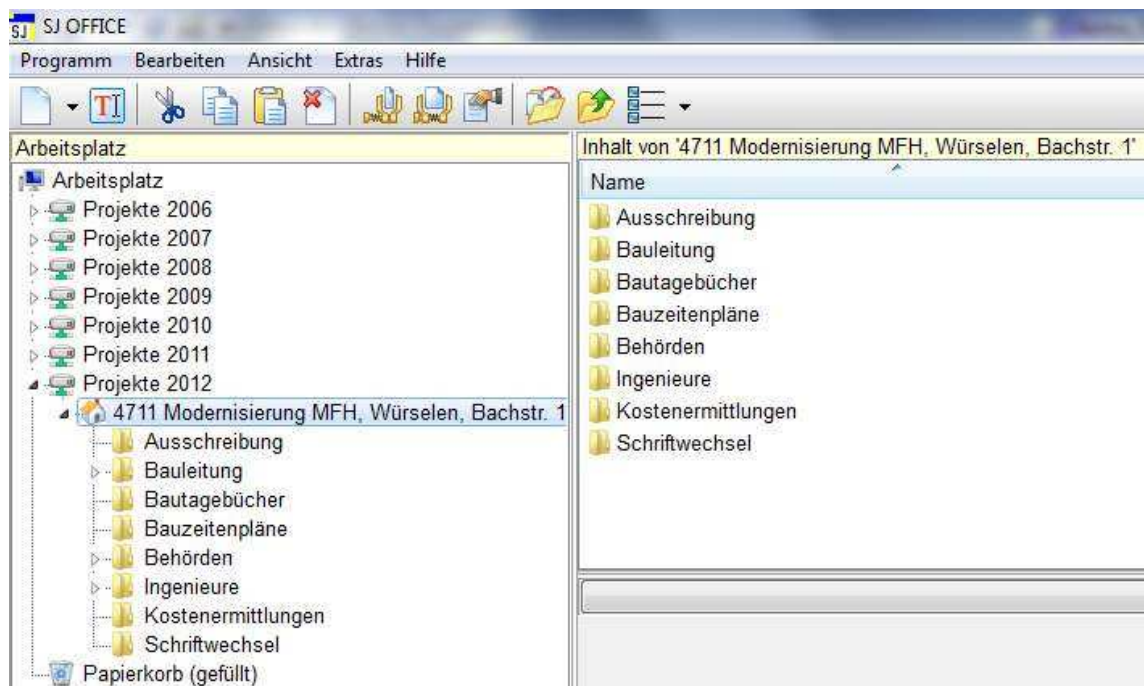 SJ SJ OFFICE
Programm Bearbeiten Ansicht Extras Hilfe
TI
Arbeitsplatz
Arbeitsplatz
Projekte 2006
Projekte 2007
Projekte 2008
Projekte 2009
Projekte 2010
Projekte 2011
Projekte 2012
4711 Modernisierung MFH, Würselen, Bachstr. 1
Ausschreibung
Bauleitung
Bautagebücher
Bauzeitenpläne
Behörden
Ingenieure
Kostenermittlungen
Schriftwechsel
Papierkorb (gefüllt)
Inhalt von '4711 Modernisierung MFH, Würselen, Bachstr. 1'
Name
Ausschreibung
Bauleitung
Bautagebücher
Bauzeitenpläne
Behörden
Ingenieure
Kostenermittlungen
Schriftwechsel